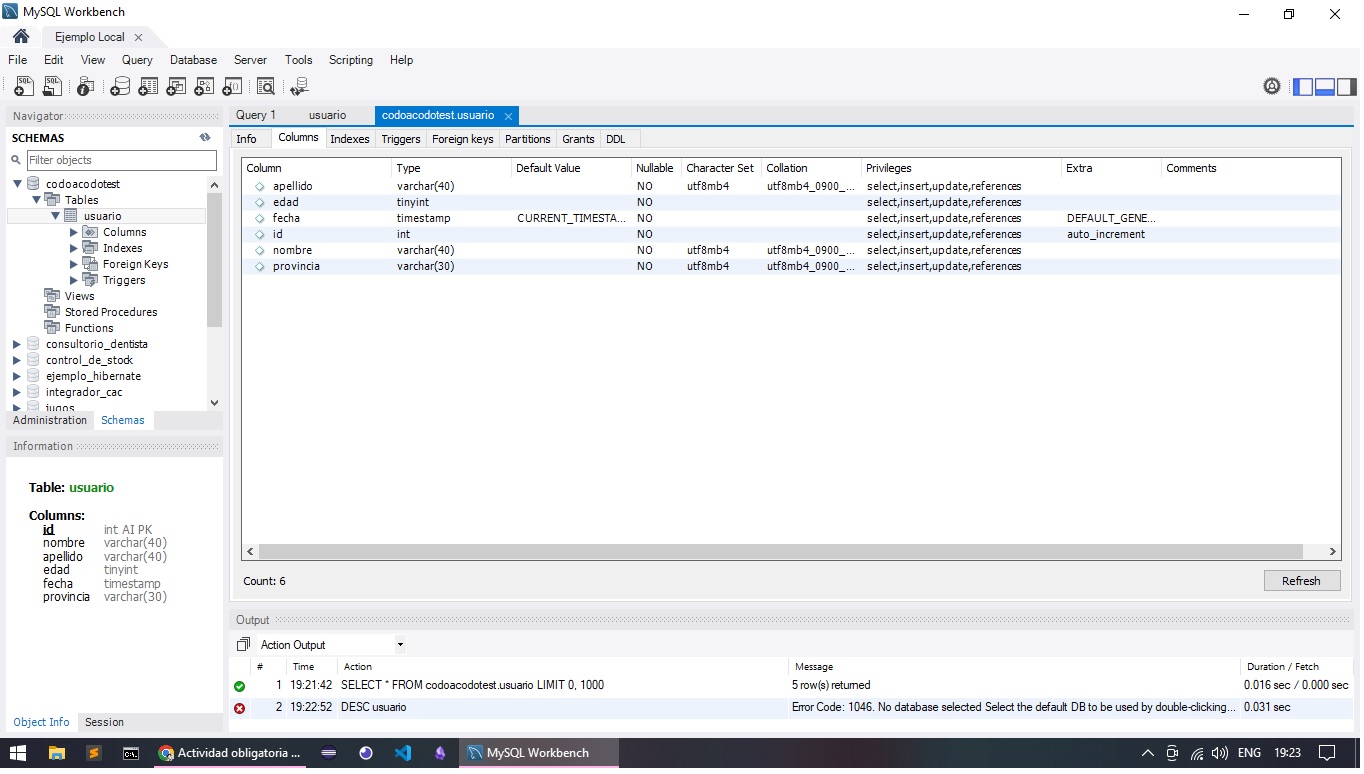 MySQL Workbench
Ejemplo Local
File Edit View Query Database Server Tools Scripting Help
Navigator
SCHEMAS
Filter objects
codoacodotest
Tables
usuario
Columns
Indexes
Foreign Keys
Triggers
Views
Stored Procedures
Functions
consultorio_dentista
control_de_stock
ejemplo_hibernate
integrador_cac
jugos
Administration Schemas
Information
Table: usuario
Columns:
id int AI PK
nombre varchar(40)
apellido varchar(40)
edad tinyint
fecha timestamp
provincia varchar(30)
Object Info Session
Query 1 usuario codoacodotest.usuario
Info Columns Indexes Triggers Foreign keys Partitions Grants DDL
Column Type Default Value Nullable Character Set Collation Privileges Extra Comments
apellido varchar(40) NO utf8mb4 utf8mb4_0900_... select,insert,update,references
edad tinyint NO select,insert,update,references
fecha timestamp CURRENT_TIMESTA... NO select,insert,update,references DEFAULT_GENE...
id int NO select,insert,update,references auto_increment
nombre varchar(40) NO utf8mb4 utf8mb4_0900_... select,insert,update,references
provincia varchar(30) NO utf8mb4 utf8mb4_0900_... select,insert,update,references
Count: 6
Refresh
Output
Action Output
# Time Action Message Duration / Fetch
1 19:21:42 SELECT * FROM codoacodotest.usuario LIMIT 0, 1000 5 row(s) returned 0.016 sec / 0.000 sec
2 19:22:52 DESC usuario Error Code: 1046. No database selected Select the default DB to be used by double-clicking... 0.031 sec
Actividad obligatoria ... MySQL Workbench ENG 19:23